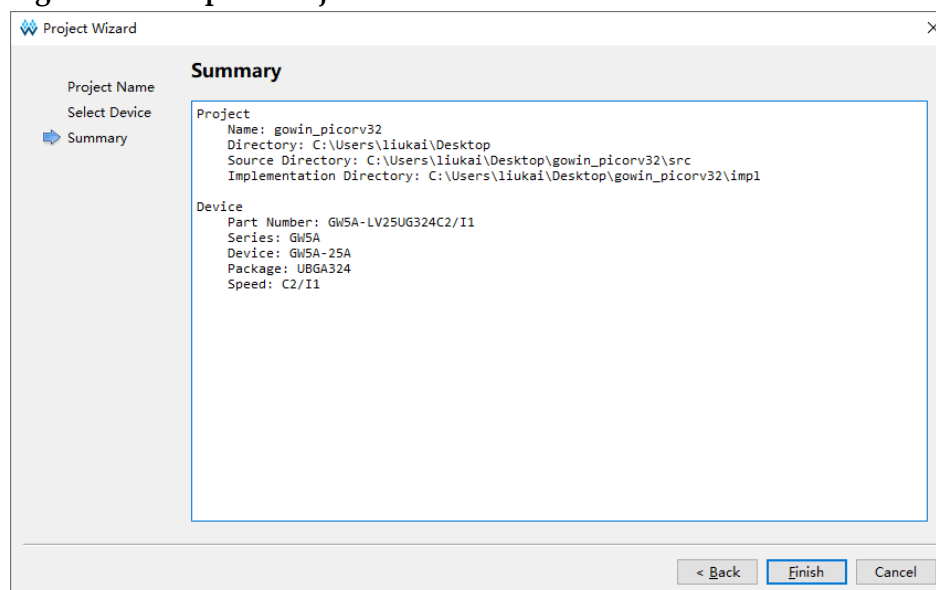 Project Wizard
Project Name
Select Device
Summary
Summary
Project
Name: gowin_picorv32
Directory: C:\Users\liukai\Desktop
Source Directory: C:\Users\liukai\Desktop\gowin_picorv32\src
Implementation Directory: C:\Users\liukai\Desktop\gowin_picorv32\impl
Device
Part Number: GW5A-LV25UG324C2/I1
Series: GW5A
Device: GW5A-25A
Package: UBGA324
Speed: C2/I1
< Back Finish Cancel